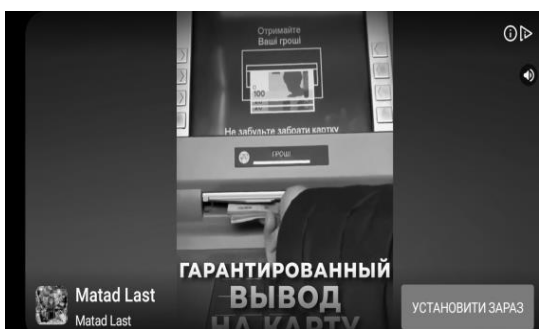 Отримайте
Ваші гроші
100
Не забудьте забрати картку
ГРОШІ
ГАРАНТИРОВАННЫЙ
ВЫВОД
НА КАРТУ
Matad Last
Matad Last
УСТАНОВИТИ ЗАРАЗ